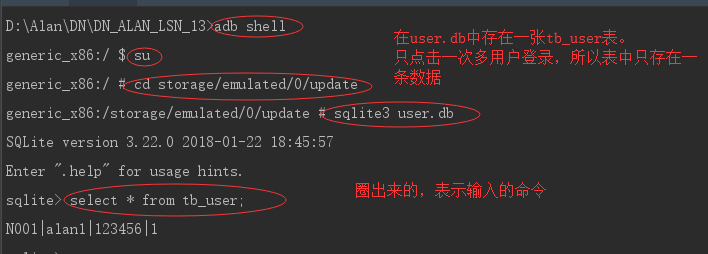 D:\Alan\DN\DN_ALAN_LSN_13>adb shell
generic_x86:/ $ su
generic_x86:/ # cd storage/emulated/0/update
generic_x86:/storage/emulated/0/update # sqlite3 user.db
SQLite version 3.22.0 2018-01-22 18:45:57
Enter ".help" for usage hints.
sqlite> select * from tb_user;
N001|alan1|123456|1
在user.db中存在一张tb_user表。
只点击一次多用户登录，所以表中只存在一
条数据
圈出来的，表示输入的命令